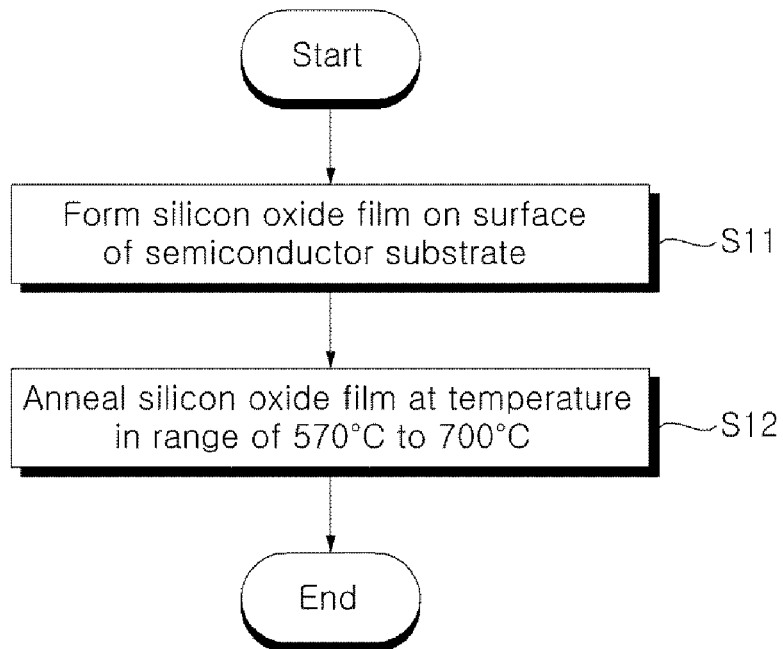 Start
Form silicon oxide film on surface
of semiconductor substrate
S11
Anneal silicon oxide film at temperature
in range of 570°C to 700°C
S12
End